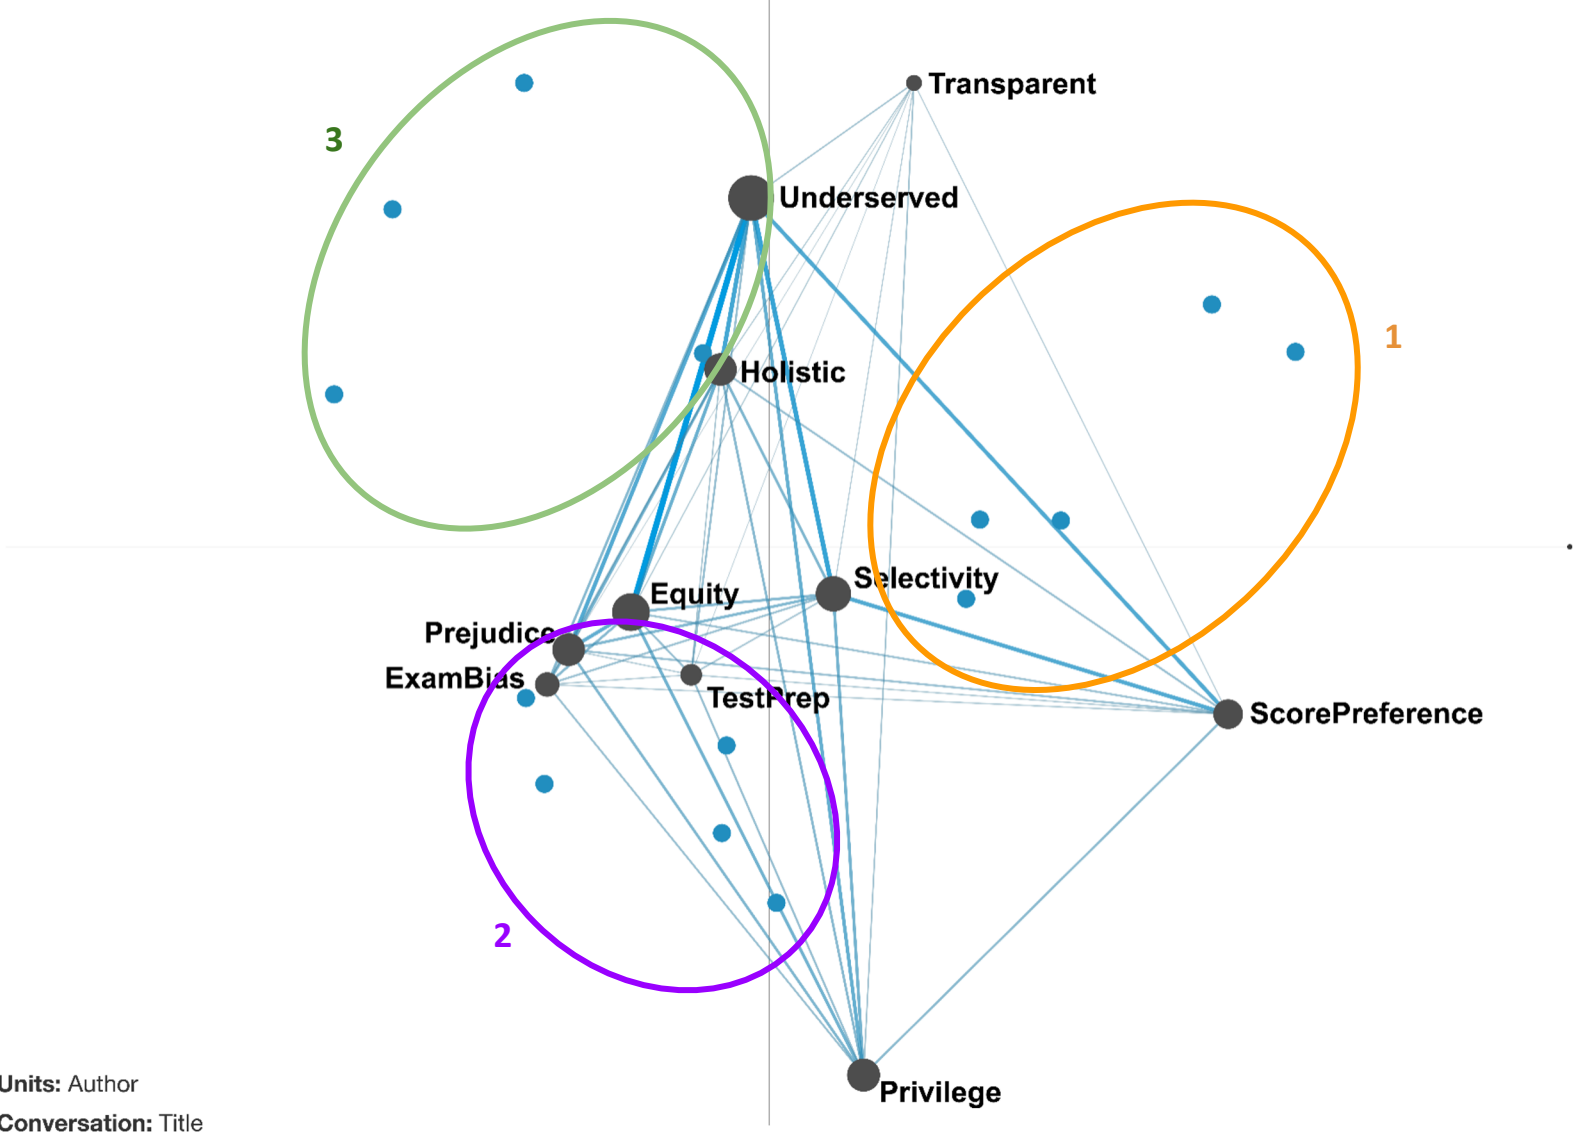 Transparent
3
Underserved
1
Holistic
Selectivity
Equity
Prejudice
ExamBias
TestPrep
ScorePreference
2
Privilege
Units: Author
Conversation: Title